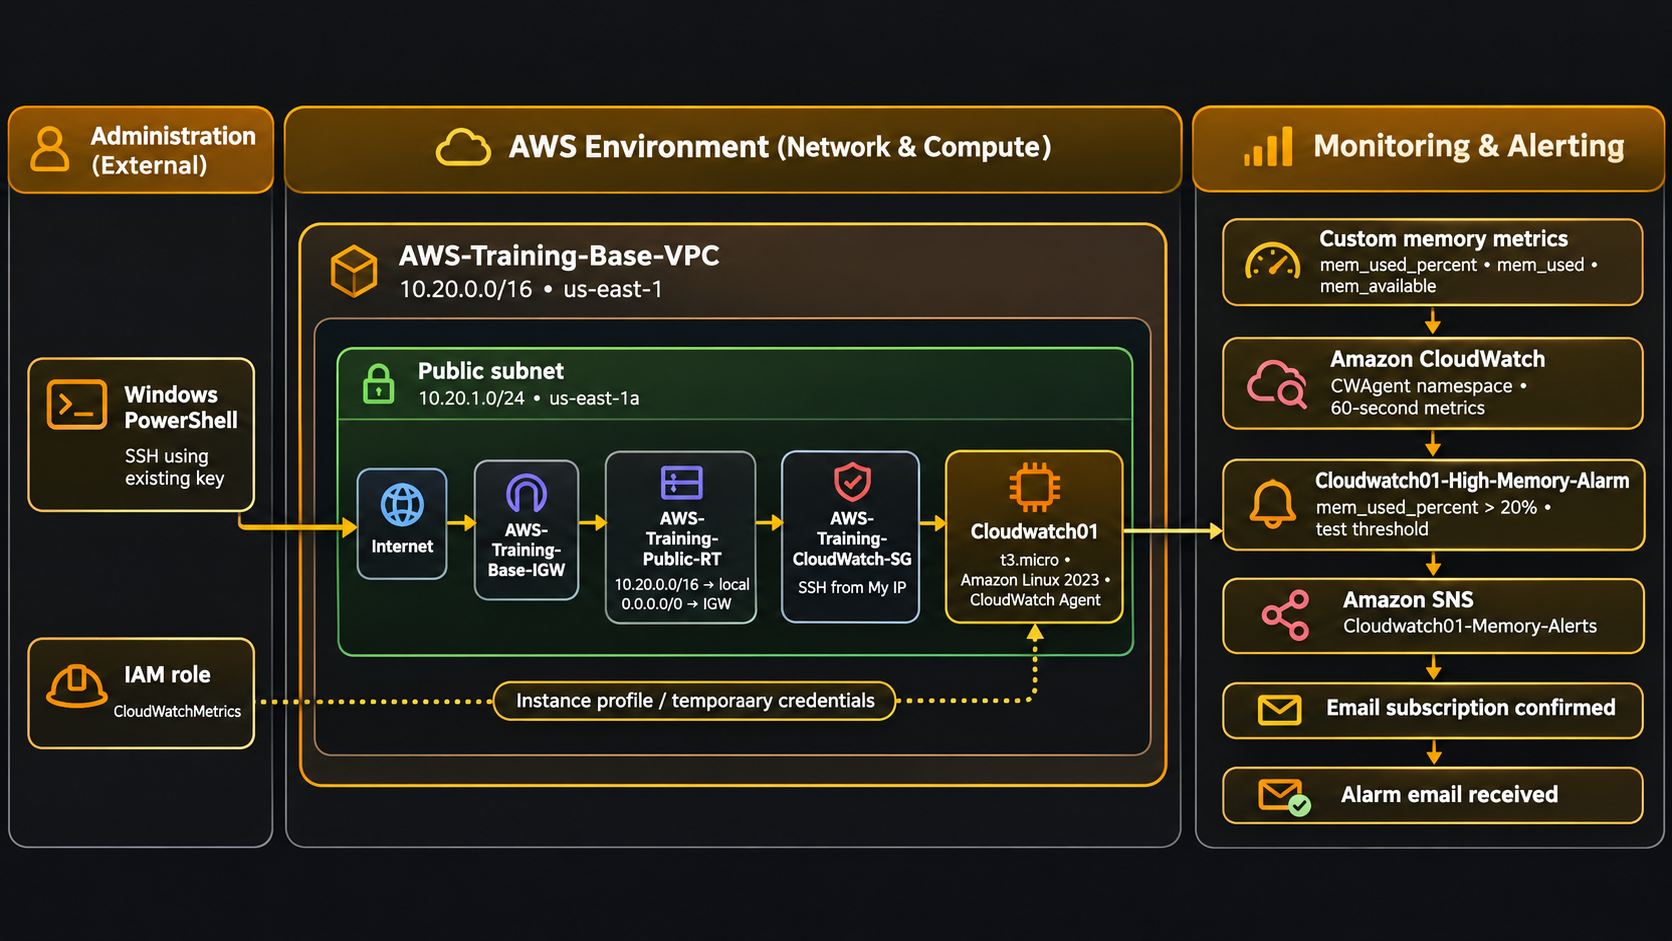 Administration
(External)
Windows
PowerShell
SSH using
existing key
IAM role
CloudWatchMetrics
AWS Environment (Network & Compute)
AWS-Training-Base-VPC
10.20.0.0/16 • us-east-1
Public subnet
10.20.1.0/24 • us-east-1a
Internet
AWS-
Training-
Base-IGW
AWS-
Training-
Public-RT
10.20.0.0/16 → local
0.0.0.0/0 → IGW
AWS-
Training-
CloudWatch-SG
SSH from My IP
Cloudwatch01
t3.micro •
Amazon Linux 2023 •
CloudWatch Agent
Instance profile / temporaary credentials
Monitoring & Alerting
Custom memory metrics
mem_used_percent • mem_used •
mem_available
Amazon CloudWatch
CWAgent namespace •
60-second metrics
Cloudwatch01-High-Memory-Alarm
mem_used_percent > 20% •
test threshold
Amazon SNS
Cloudwatch01-Memory-Alerts
Email subscription confirmed
Alarm email received